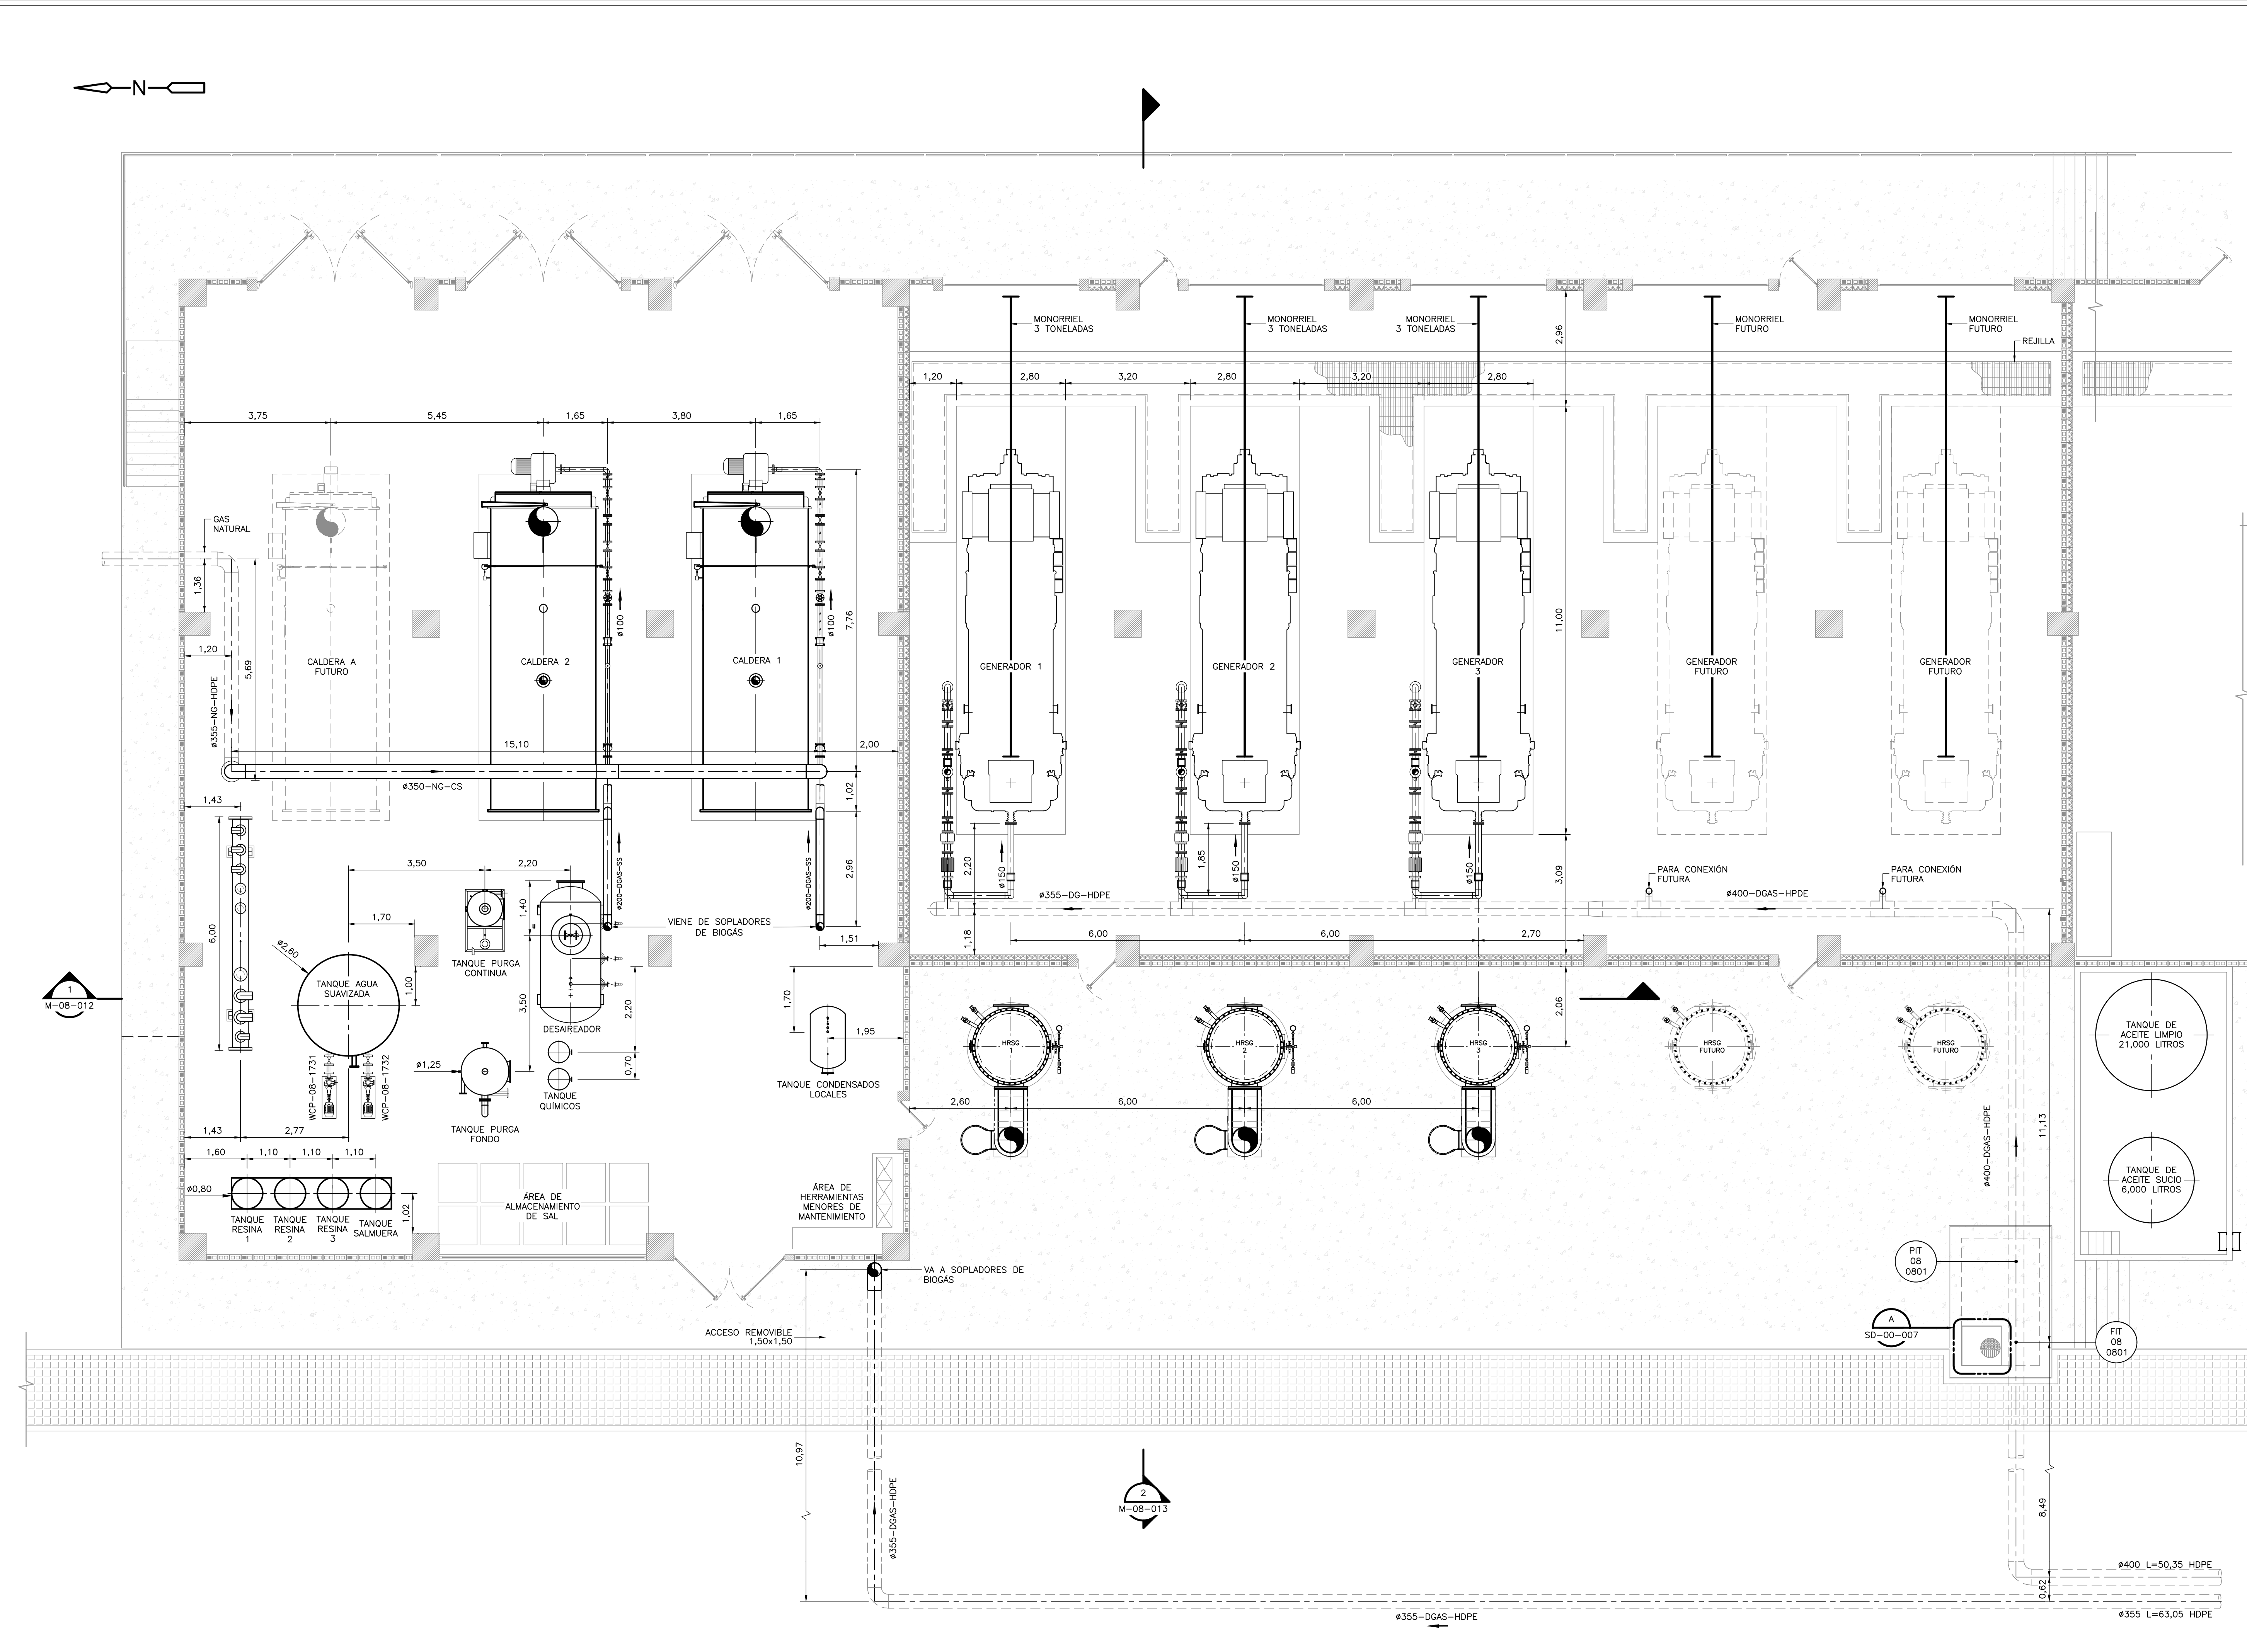 N
MONORRIEL
3 TONELADAS
MONORRIEL
3 TONELADAS
MONORRIEL
3 TONELADAS
MONORRIEL
FUTURO
MONORRIEL
FUTURO
REJILLA
2,96
1,20
2,80
3,20
2,80
3,20
2,80
3,75
5,45
1,65
3,80
1,65
GAS
NATURAL
1,36
1,20
5,69
ø355-NG-HDPE
CALDERA A
FUTURO
CALDERA 2
CALDERA 1
ø100
ø100
7,76
11,00
GENERADOR 1
GENERADOR 2
GENERADOR
3
GENERADOR
FUTURO
GENERADOR
FUTURO
15,10
2,00
ø350-NG-CS
1,02
1,43
6,00
3,50
2,20
1,40
ø200-DGAS-SS
ø200-DGAS-SS
2,96
2,20
ø150
1,85
ø150
ø150
3,09
PARA CONEXIÓN
FUTURA
PARA CONEXIÓN
FUTURA
ø355-DG-HDPE
ø400-DGAS-HPDE
1,70
VIENE DE SOPLADORES
DE BIOGÁS
1,51
1,18
6,00
6,00
2,70
ø2,60
TANQUE PURGA
CONTINUA
TANQUE AGUA
SUAVIZADA
1,00
3,50
2,20
DESAIREADOR
1,70
1,95
2,06
1
M-08-012
HRSG
1
HRSG
2
HRSG
3
HRSG
FUTURO
HRSG
FUTURO
TANQUE DE
ACEITE LIMPIO
21,000 LITROS
WCP-08-1731
WCP-08-1732
ø1,25
0,70
TANQUE
QUÍMICOS
TANQUE CONDENSADOS
LOCALES
2,60
6,00
6,00
ø400-DGAS-HDPE
11,13
TANQUE PURGA
FONDO
1,43
2,77
1,60
1,10
1,10
1,10
ø0,80
TANQUE
RESINA
1
TANQUE
RESINA
2
TANQUE
RESINA
3
TANQUE
SALMUERA
1,02
ÁREA DE
ALMACENAMIENTO
DE SAL
ÁREA DE
HERRAMIENTAS
MENORES DE
MANTENIMIENTO
TANQUE DE
ACEITE SUCIO
6,000 LITROS
VA A SOPLADORES DE
BIOGÁS
PIT
08
0801
ACCESO REMOVIBLE
1,50x1,50
A
SD-00-007
FIT
08
0801
10,97
ø355-DGAS-HDPE
2
M-08-013
8,49
ø400 L=50,35 HDPE
0,62
ø355-DGAS-HDPE
ø355 L=63,05 HDPE